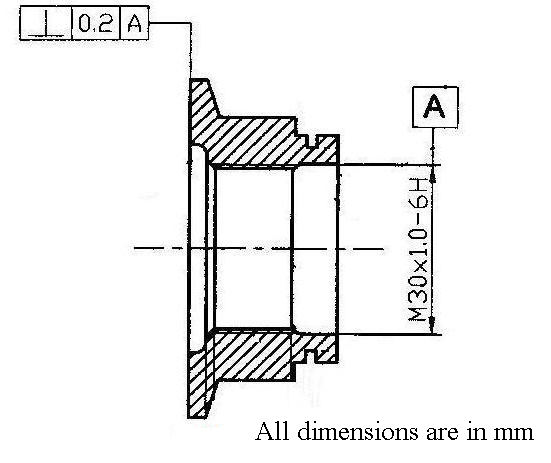 ⊥ 0.2 A
A
M30x1.0-6H
All dimensions are in mm